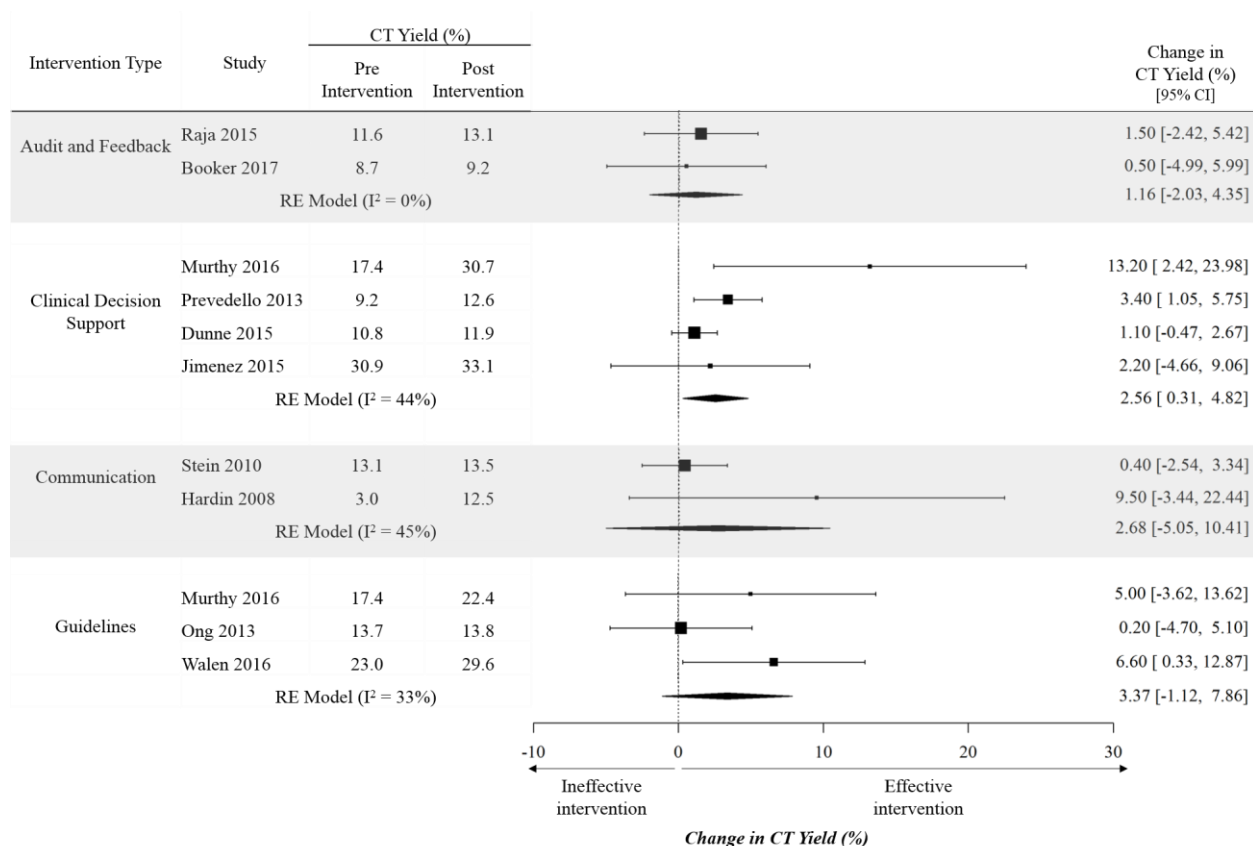 Intervention Type Study CT Yield (%) Change in CT Yield (%) [95% CI]
Pre Intervention Post Intervention
Audit and Feedback
Raja 2015 11.6 13.1 1.50 [-2.42, 5.42]
Booker 2017 8.7 9.2 0.50 [-4.99, 5.99]
RE Model (I² = 0%) 1.16 [-2.03, 4.35]
Clinical Decision Support
Murthy 2016 17.4 30.7 13.20 [ 2.42, 23.98]
Prevedello 2013 9.2 12.6 3.40 [ 1.05, 5.75]
Dunne 2015 10.8 11.9 1.10 [-0.47, 2.67]
Jimenez 2015 30.9 33.1 2.20 [-4.66, 9.06]
RE Model (I² = 44%) 2.56 [ 0.31, 4.82]
Communication
Stein 2010 13.1 13.5 0.40 [-2.54, 3.34]
Hardin 2008 3.0 12.5 9.50 [-3.44, 22.44]
RE Model (I² = 45%) 2.68 [-5.05, 10.41]
Guidelines
Murthy 2016 17.4 22.4 5.00 [-3.62, 13.62]
Ong 2013 13.7 13.8 0.20 [-4.70, 5.10]
Walen 2016 23.0 29.6 6.60 [ 0.33, 12.87]
RE Model (I² = 33%) 3.37 [-1.12, 7.86]
-10 0 10 20 30
Ineffective intervention Effective intervention
Change in CT Yield (%)